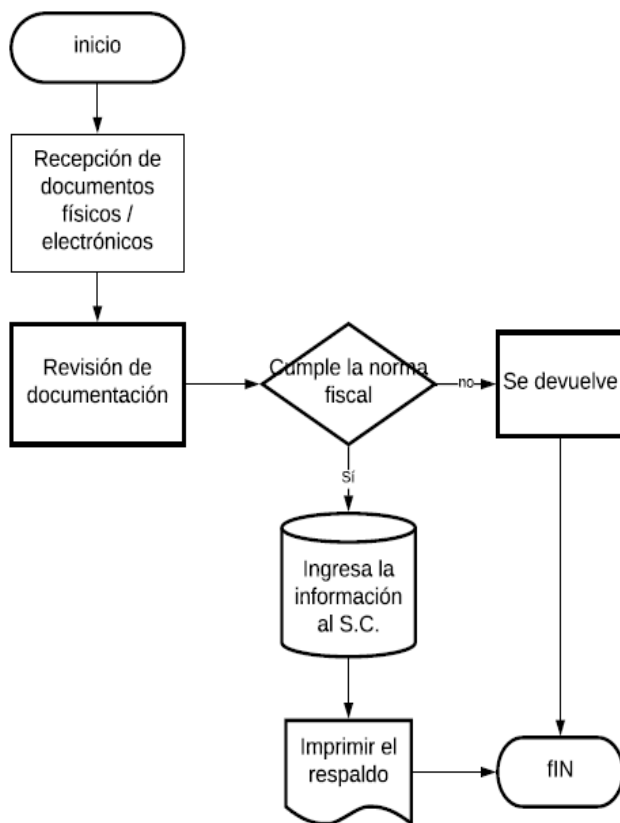 inicio
Recepción de
documentos
físicos /
electrónicos
Revisión de
documentación
Cumple la norma
fiscal
no
Se devuelve
Sí
Ingresa la
información
al S.C.
Imprimir el
respaldo
fIN